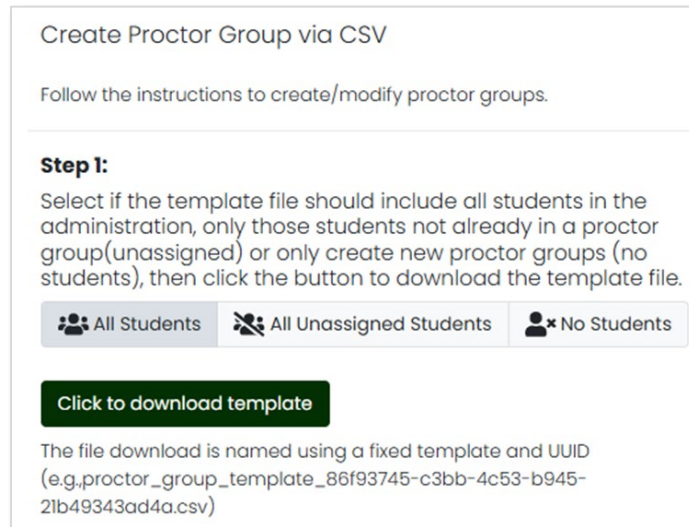 Create Proctor Group via CSV
Follow the instructions to create/modify proctor groups.
Step 1:
Select if the template file should include all students in the
administration, only those students not already in a proctor
group(unassigned) or only create new proctor groups (no
students), then click the button to download the template file.
All Students All Unassigned Students No Students
Click to download template
The file download is named using a fixed template and UUID
(e.g.,proctor_group_template_86f93745-c3bb-4c53-b945-
21b49343ad4a.csv)